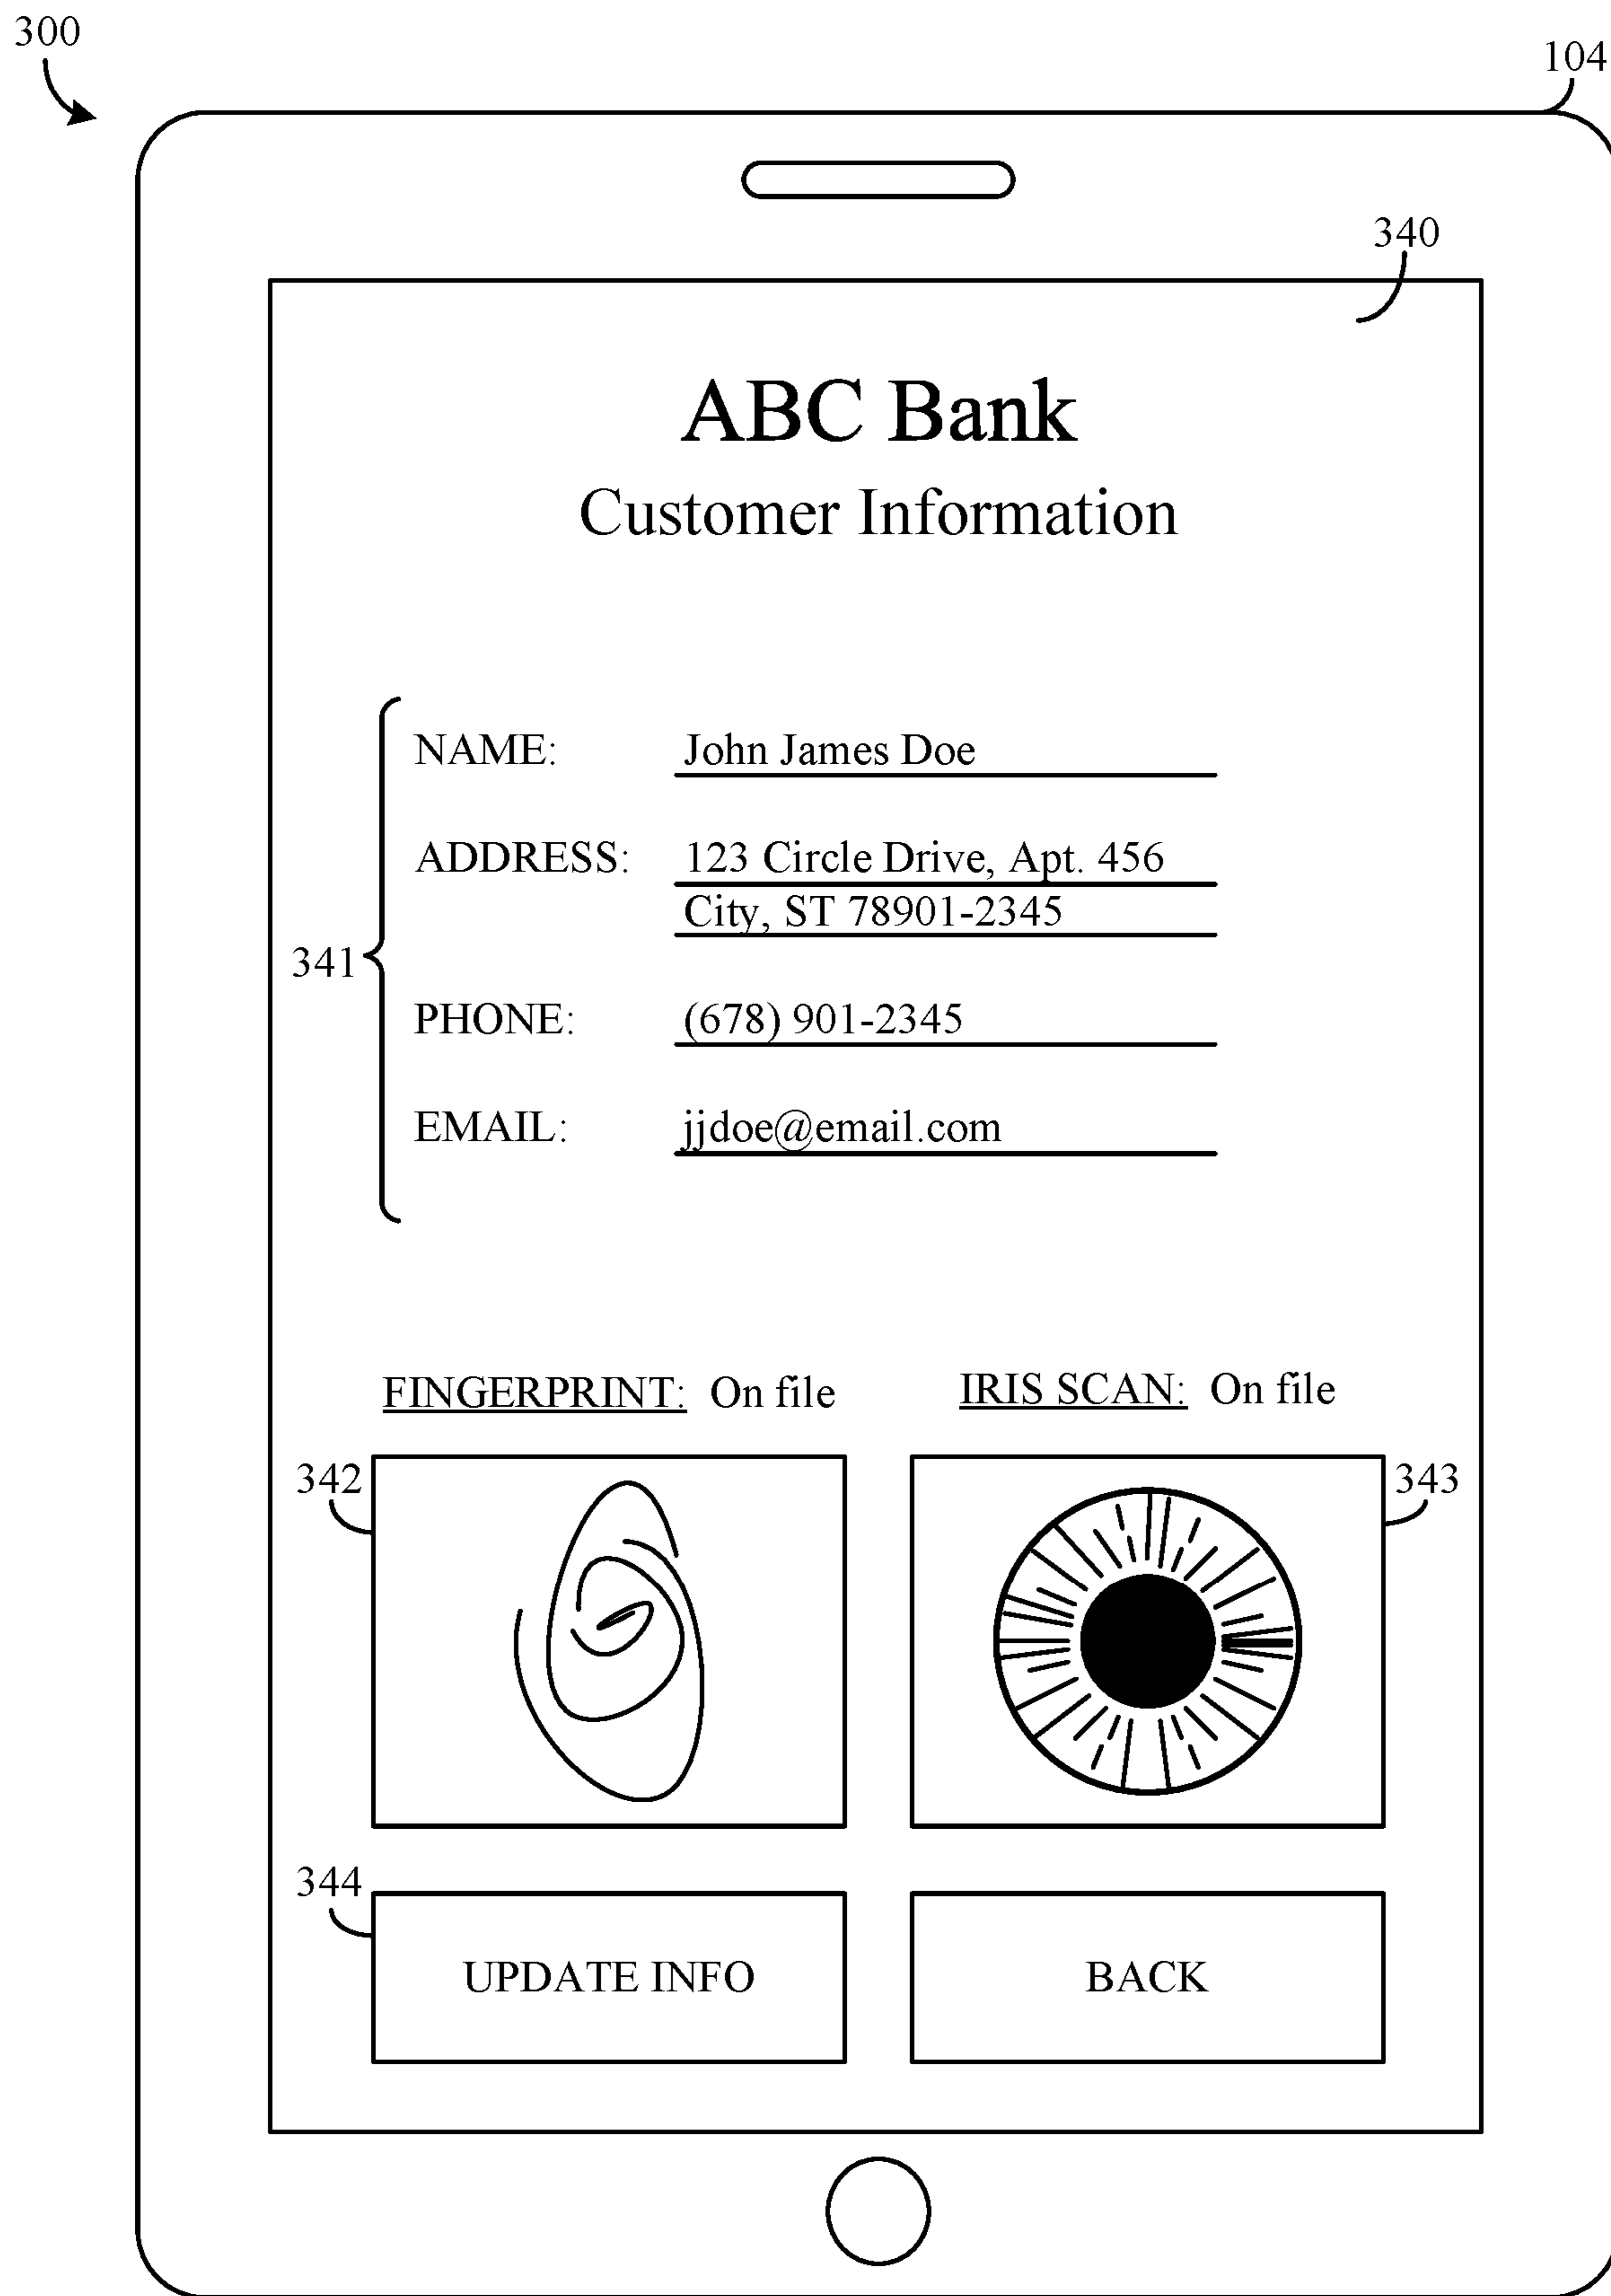 300
104
340
ABC Bank
Customer Information
NAME: John James Doe
ADDRESS: 123 Circle Drive, Apt. 456
City, ST 78901-2345
341
PHONE: (678) 901-2345
EMAIL: jjdoe@email.com
FINGERPRINT: On file IRIS SCAN: On file
342 343
344
UPDATE INFO BACK